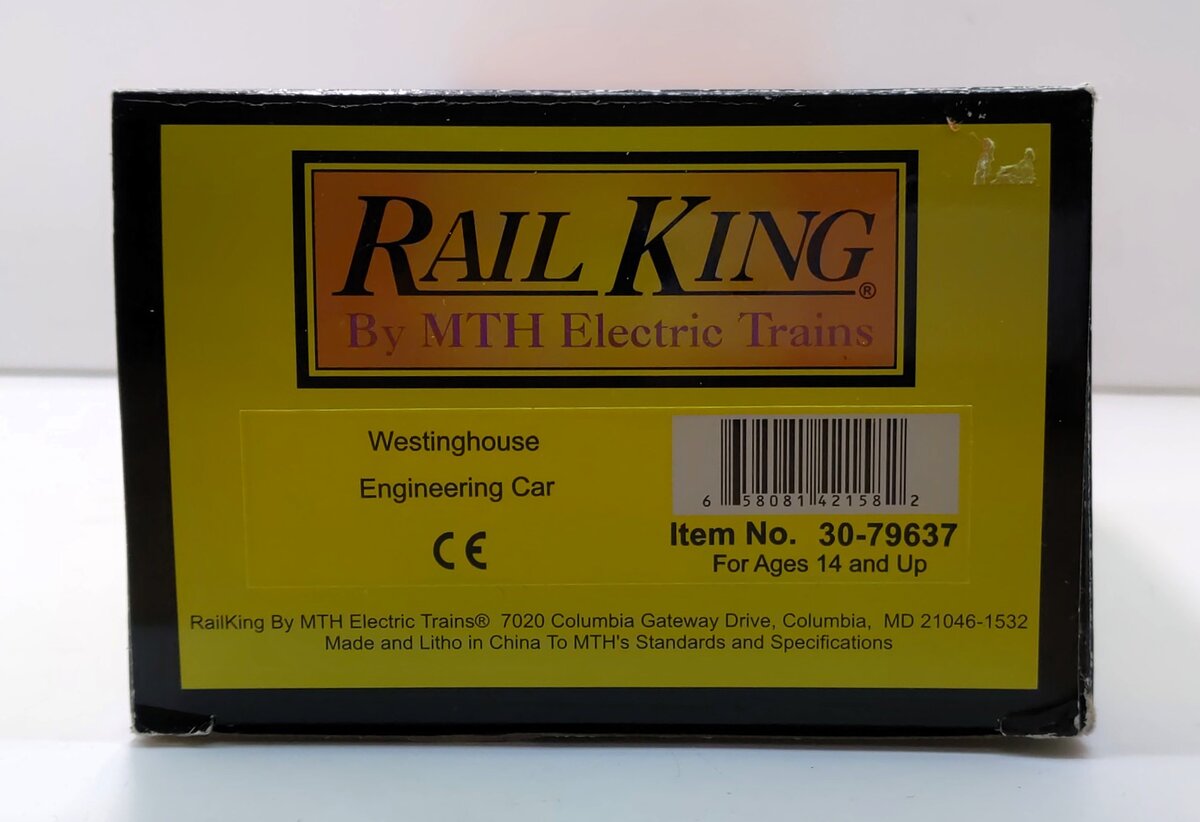 RAIL KING®
By MTH Electric Trains
Westinghouse
Engineering Car
CE
6 58081 42158 2
Item No. 30-79637
For Ages 14 and Up
RailKing By MTH Electric Trains® 7020 Columbia Gateway Drive, Columbia, MD 21046-1532
Made and Litho in China To MTH's Standards and Specifications